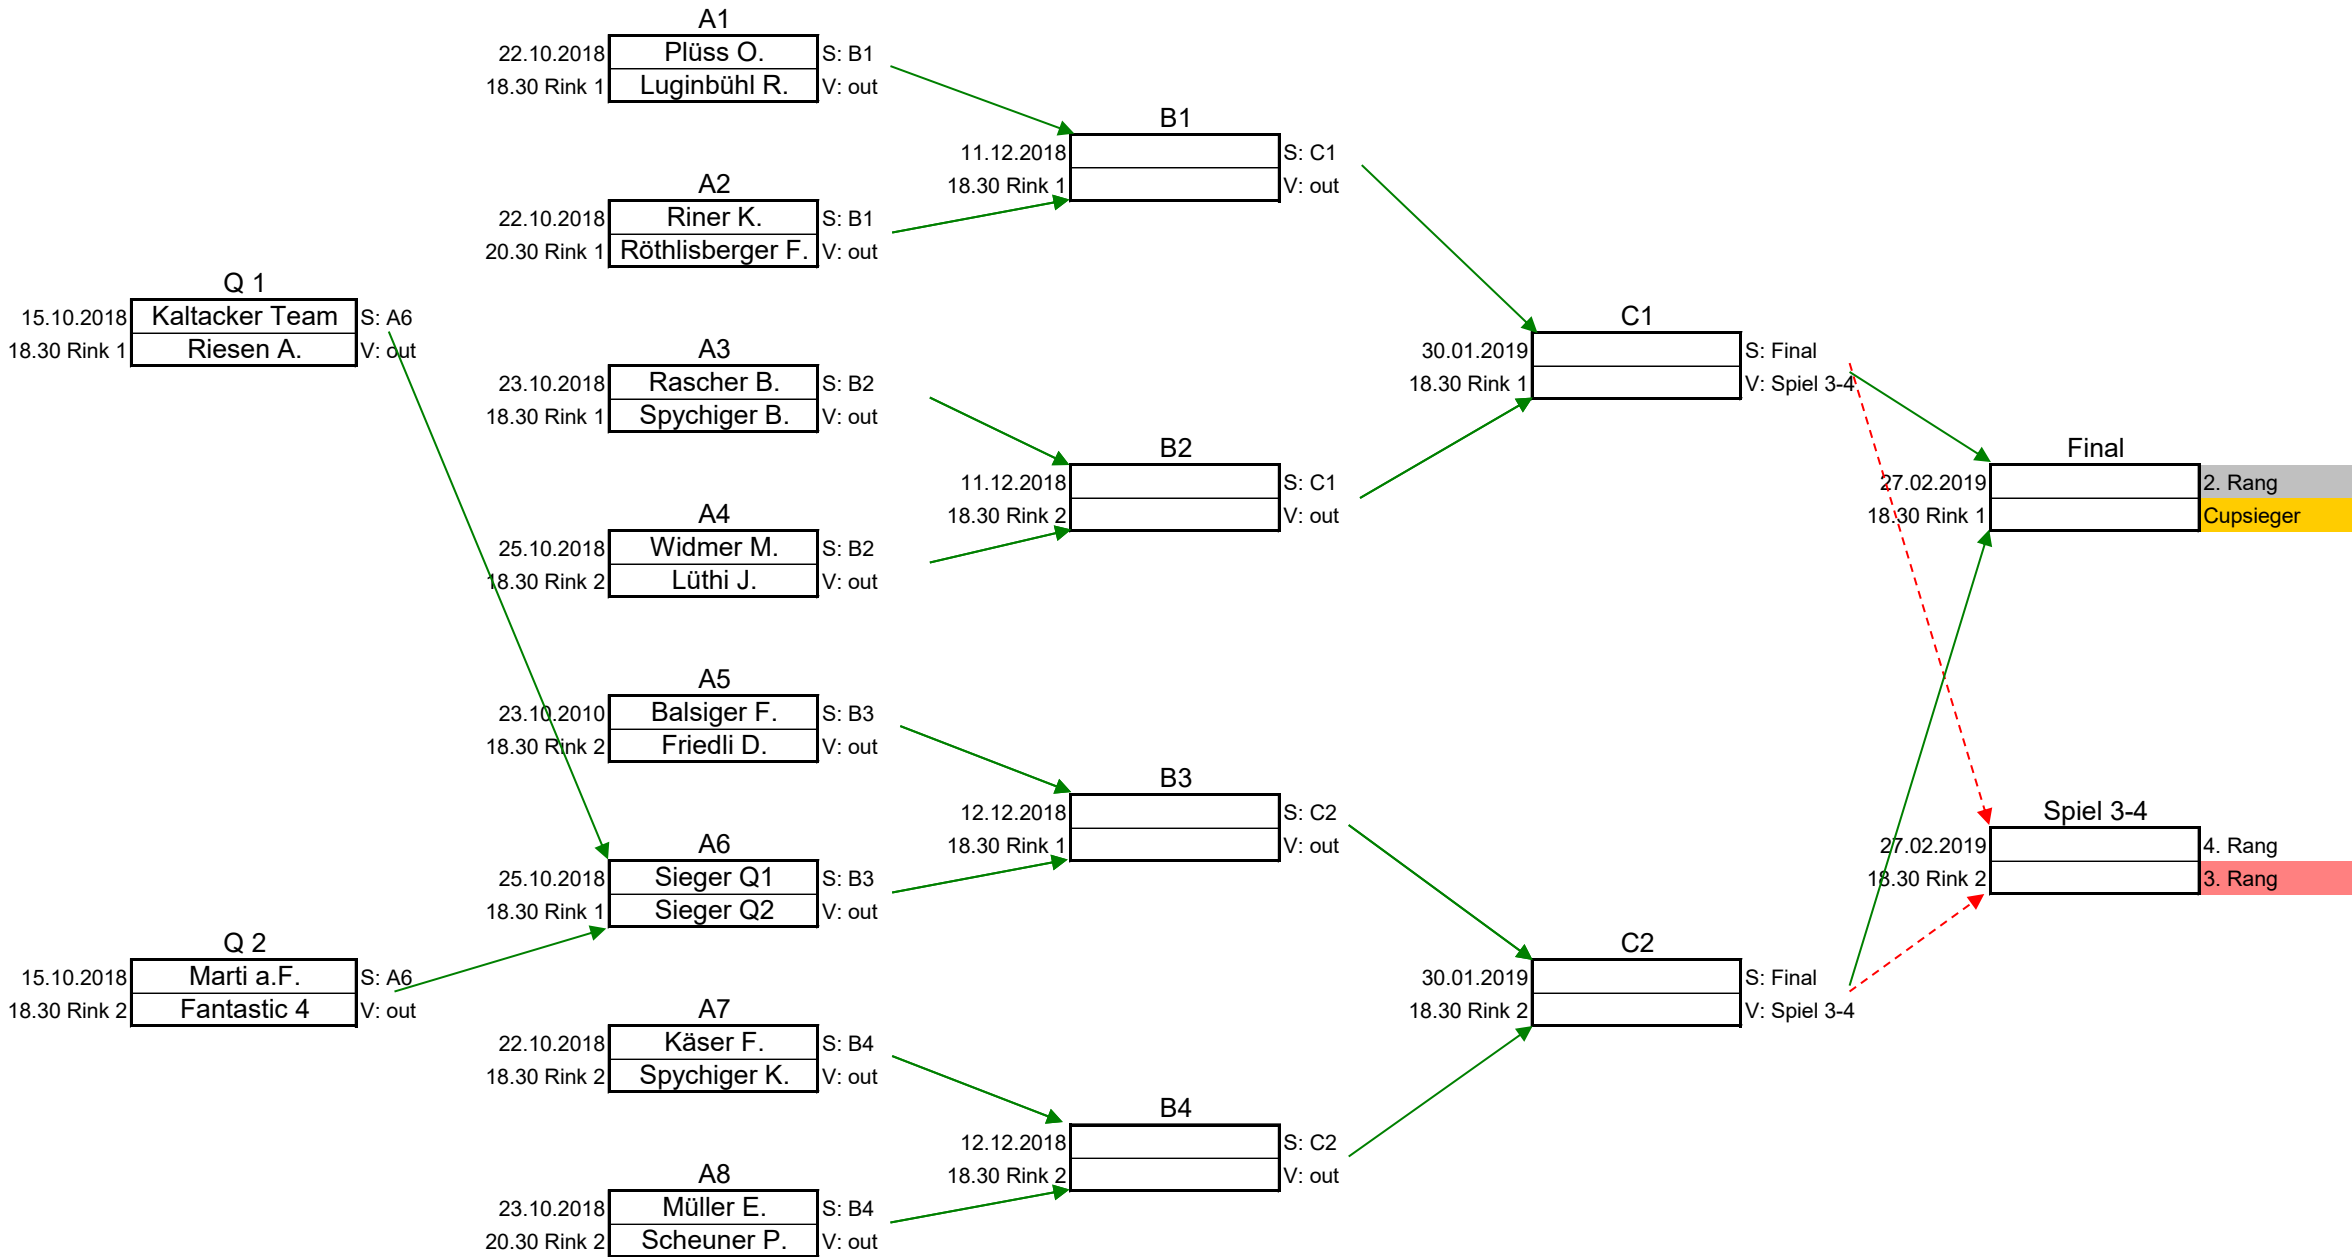 A1
22.10.2018 Plüss O. S: B1
18.30 Rink 1 Luginbühl R. V: out
A2
22.10.2018 Riner K. S: B1
20.30 Rink 1 Röthlisberger F. V: out
Q 1
15.10.2018 Kaltacker Team S: A6
18.30 Rink 1 Riesen A. V: out
A3
23.10.2018 Rascher B. S: B2
18.30 Rink 1 Spychiger B. V: out
A4
25.10.2018 Widmer M. S: B2
18.30 Rink 2 Lüthi J. V: out
A5
23.10.2010 Balsiger F. S: B3
18.30 Rink 2 Friedli D. V: out
A6
25.10.2018 Sieger Q1 S: B3
18.30 Rink 1 Sieger Q2 V: out
Q 2
15.10.2018 Marti a.F. S: A6
18.30 Rink 2 Fantastic 4 V: out
A7
22.10.2018 Käser F. S: B4
18.30 Rink 2 Spychiger K. V: out
A8
23.10.2018 Müller E. S: B4
20.30 Rink 2 Scheuner P. V: out
B1
11.12.2018 S: C1
18.30 Rink 1 V: out
B2
11.12.2018 S: C1
18.30 Rink 2 V: out
B3
12.12.2018 S: C2
18.30 Rink 1 V: out
B4
12.12.2018 S: C2
18.30 Rink 2 V: out
C1
30.01.2019 S: Final
18.30 Rink 1 V: Spiel 3-4
C2
30.01.2019 S: Final
18.30 Rink 2 V: Spiel 3-4
Final
27.02.2019 2. Rang
18.30 Rink 1 Cupsieger
Spiel 3-4
27.02.2019 4. Rang
18.30 Rink 2 3. Rang